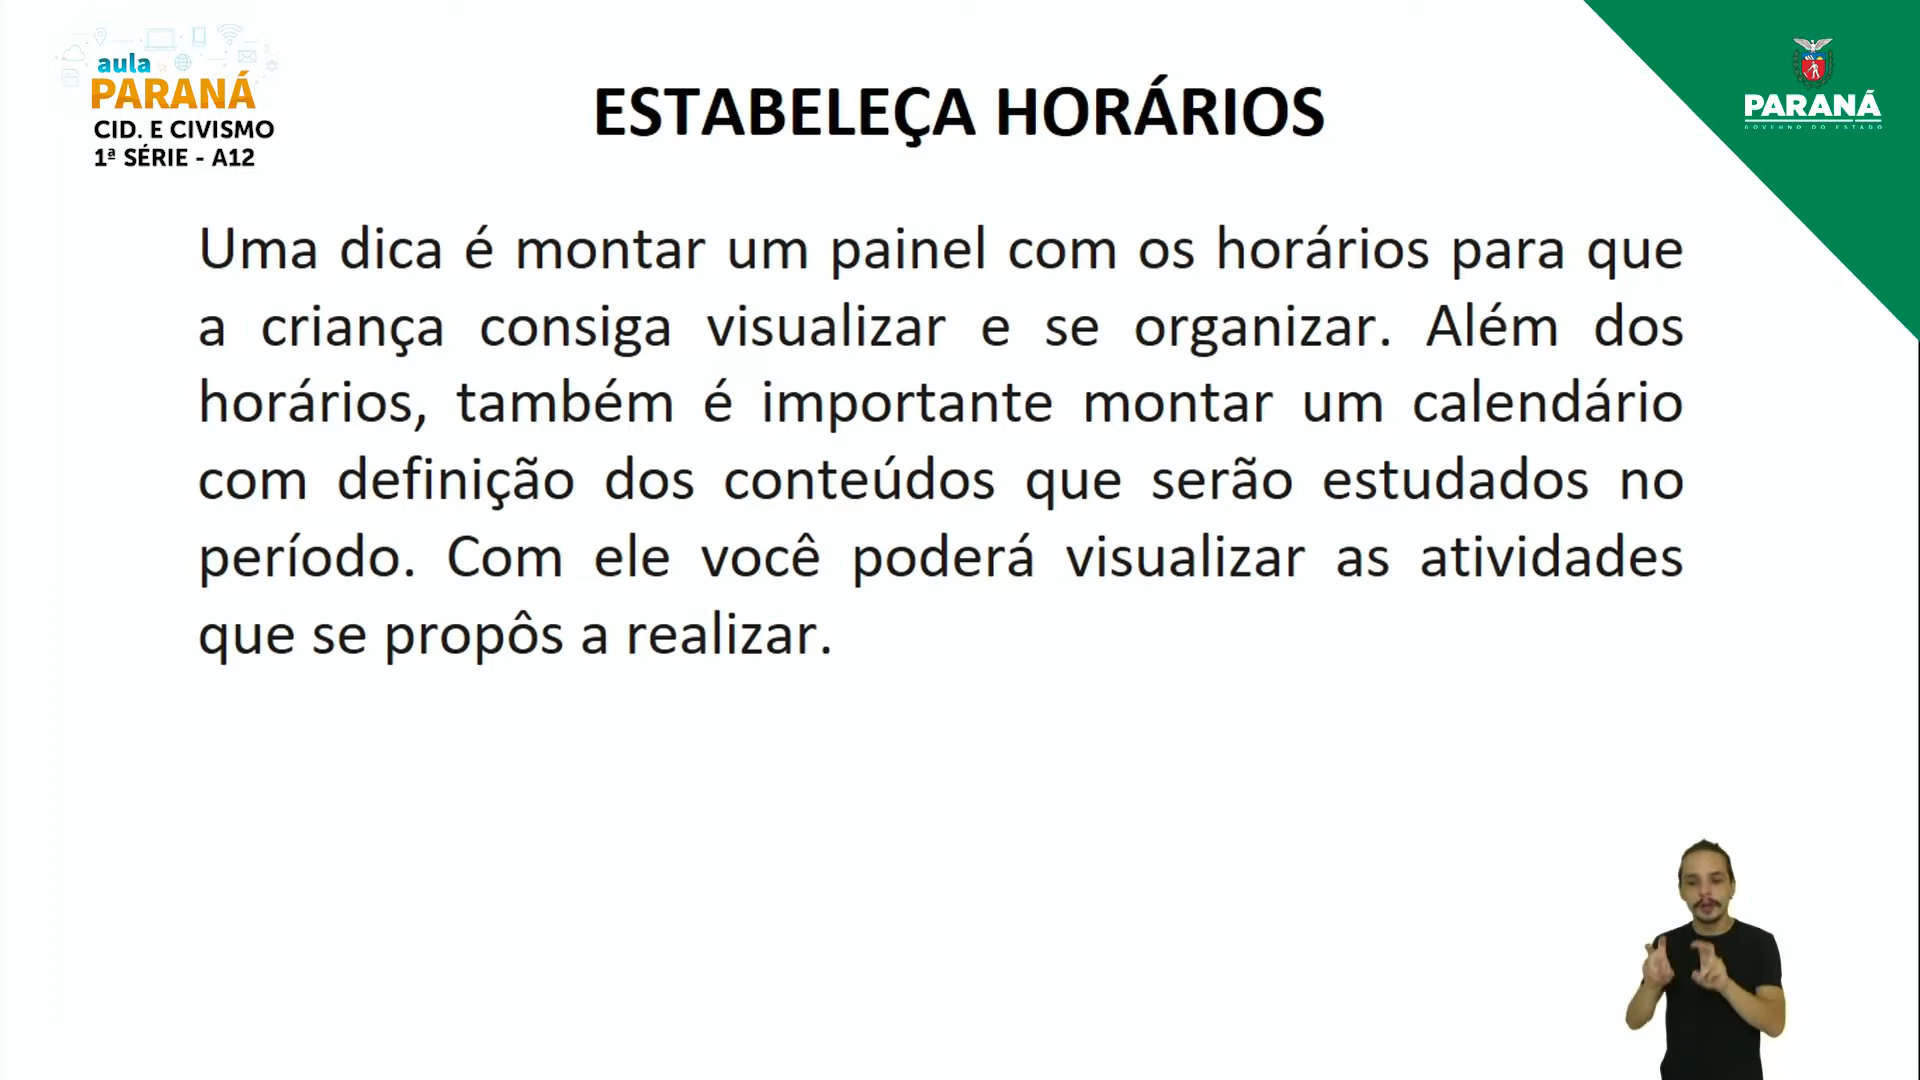 aula
PARANÁ
CID. E CIVISMO
1ª SÉRIE - A12
ESTABELEÇA HORÁRIOS
PARANÁ
GOVERNO DO ESTADO
Uma dica é montar um painel com os horários para que
a criança consiga visualizar e se organizar. Além dos
horários, também é importante montar um calendário
com definição dos conteúdos que serão estudados no
período. Com ele você poderá visualizar as atividades
que se propôs a realizar.